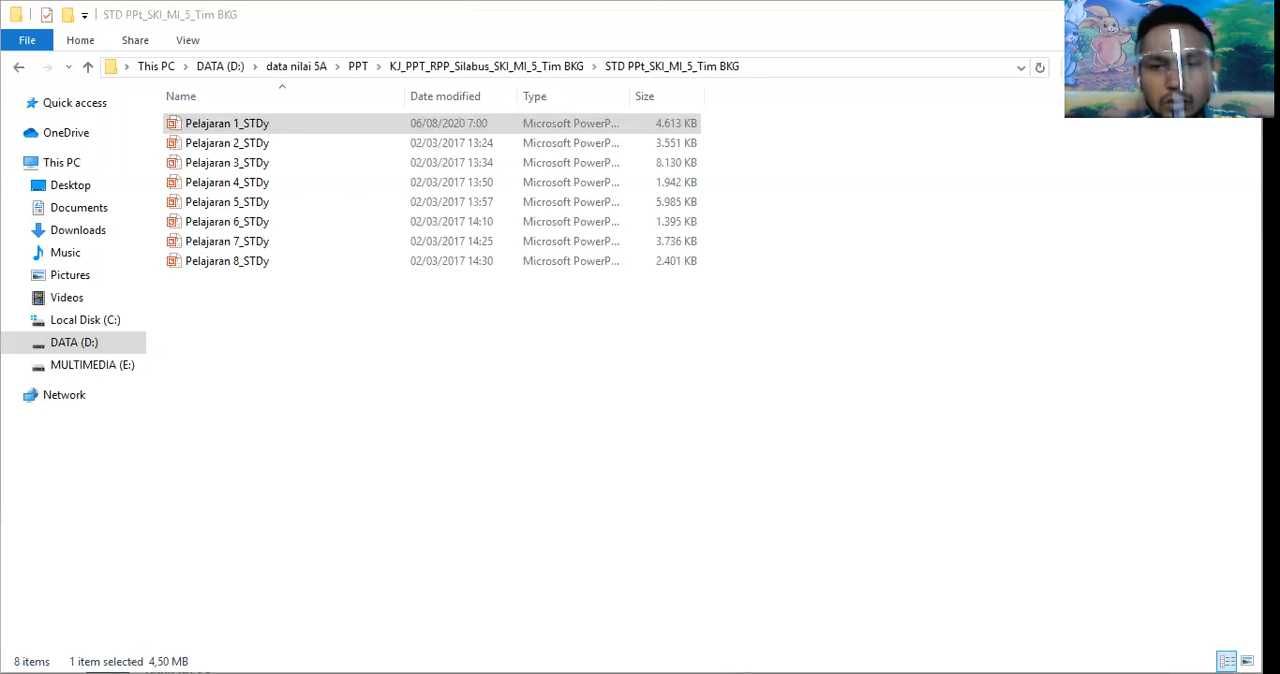 STD PPt_SKI_MI_5_Tim BKG
File Home Share View
This PC DATA (D:) data nilai 5A PPT KJ_PPT_RPP_Silabus_SKI_MI_5_Tim BKG STD PPt_SKI_MI_5_Tim BKG
Quick access
OneDrive
This PC
Desktop
Documents
Downloads
Music
Pictures
Videos
Local Disk (C:)
DATA (D:)
MULTIMEDIA (E:)
Network
Name Date modified Type Size
Pelajaran 1_STDy 06/08/2020 7:00 Microsoft PowerP... 4.613 KB
Pelajaran 2_STDy 02/03/2017 13:24 Microsoft PowerP... 3.551 KB
Pelajaran 3_STDy 02/03/2017 13:34 Microsoft PowerP... 8.130 KB
Pelajaran 4_STDy 02/03/2017 13:50 Microsoft PowerP... 1.942 KB
Pelajaran 5_STDy 02/03/2017 13:57 Microsoft PowerP... 5.985 KB
Pelajaran 6_STDy 02/03/2017 14:10 Microsoft PowerP... 1.395 KB
Pelajaran 7_STDy 02/03/2017 14:25 Microsoft PowerP... 3.736 KB
Pelajaran 8_STDy 02/03/2017 14:30 Microsoft PowerP... 2.401 KB
8 items 1 item selected 4,50 MB